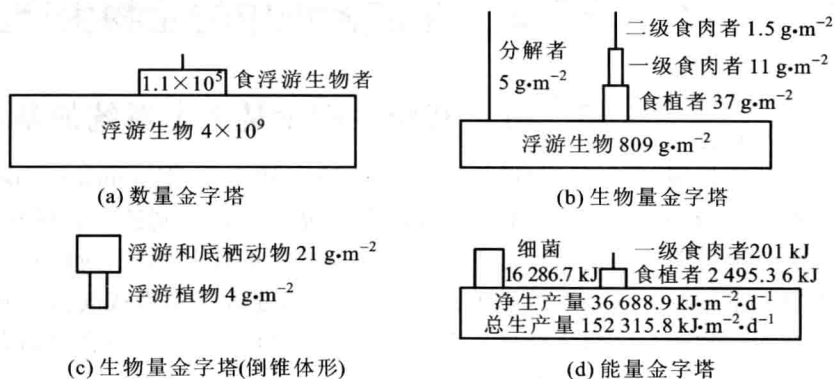 1.1×10⁵ 食浮游生物者
浮游生物 4×10⁹
(a) 数量金字塔
分解者
5 g·m⁻²
二级食肉者 1.5 g·m⁻²
一级食肉者 11 g·m⁻²
食植者 37 g·m⁻²
浮游生物 809 g·m⁻²
(b) 生物量金字塔
浮游和底栖动物 21 g·m⁻²
浮游植物 4 g·m⁻²
(c) 生物量金字塔(倒锥体形)
细菌
16 286.7 kJ
一级食肉者201 kJ
食植者 2 495.3 6 kJ
净生产量 36 688.9 kJ·m⁻²·d⁻¹
总生产量 152 315.8 kJ·m⁻²·d⁻¹
(d) 能量金字塔